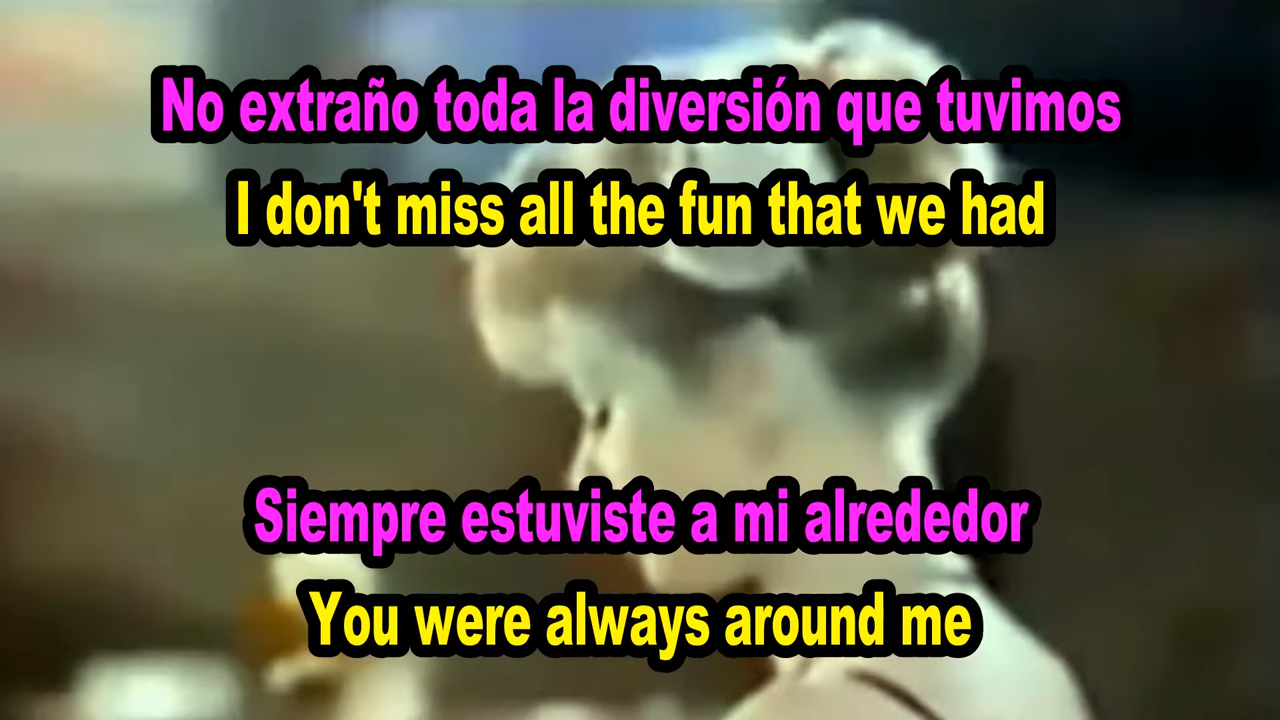 No extraño toda la diversión que tuvimos
I don't miss all the fun that we had
Siempre estuviste a mi alrededor
You were always around me